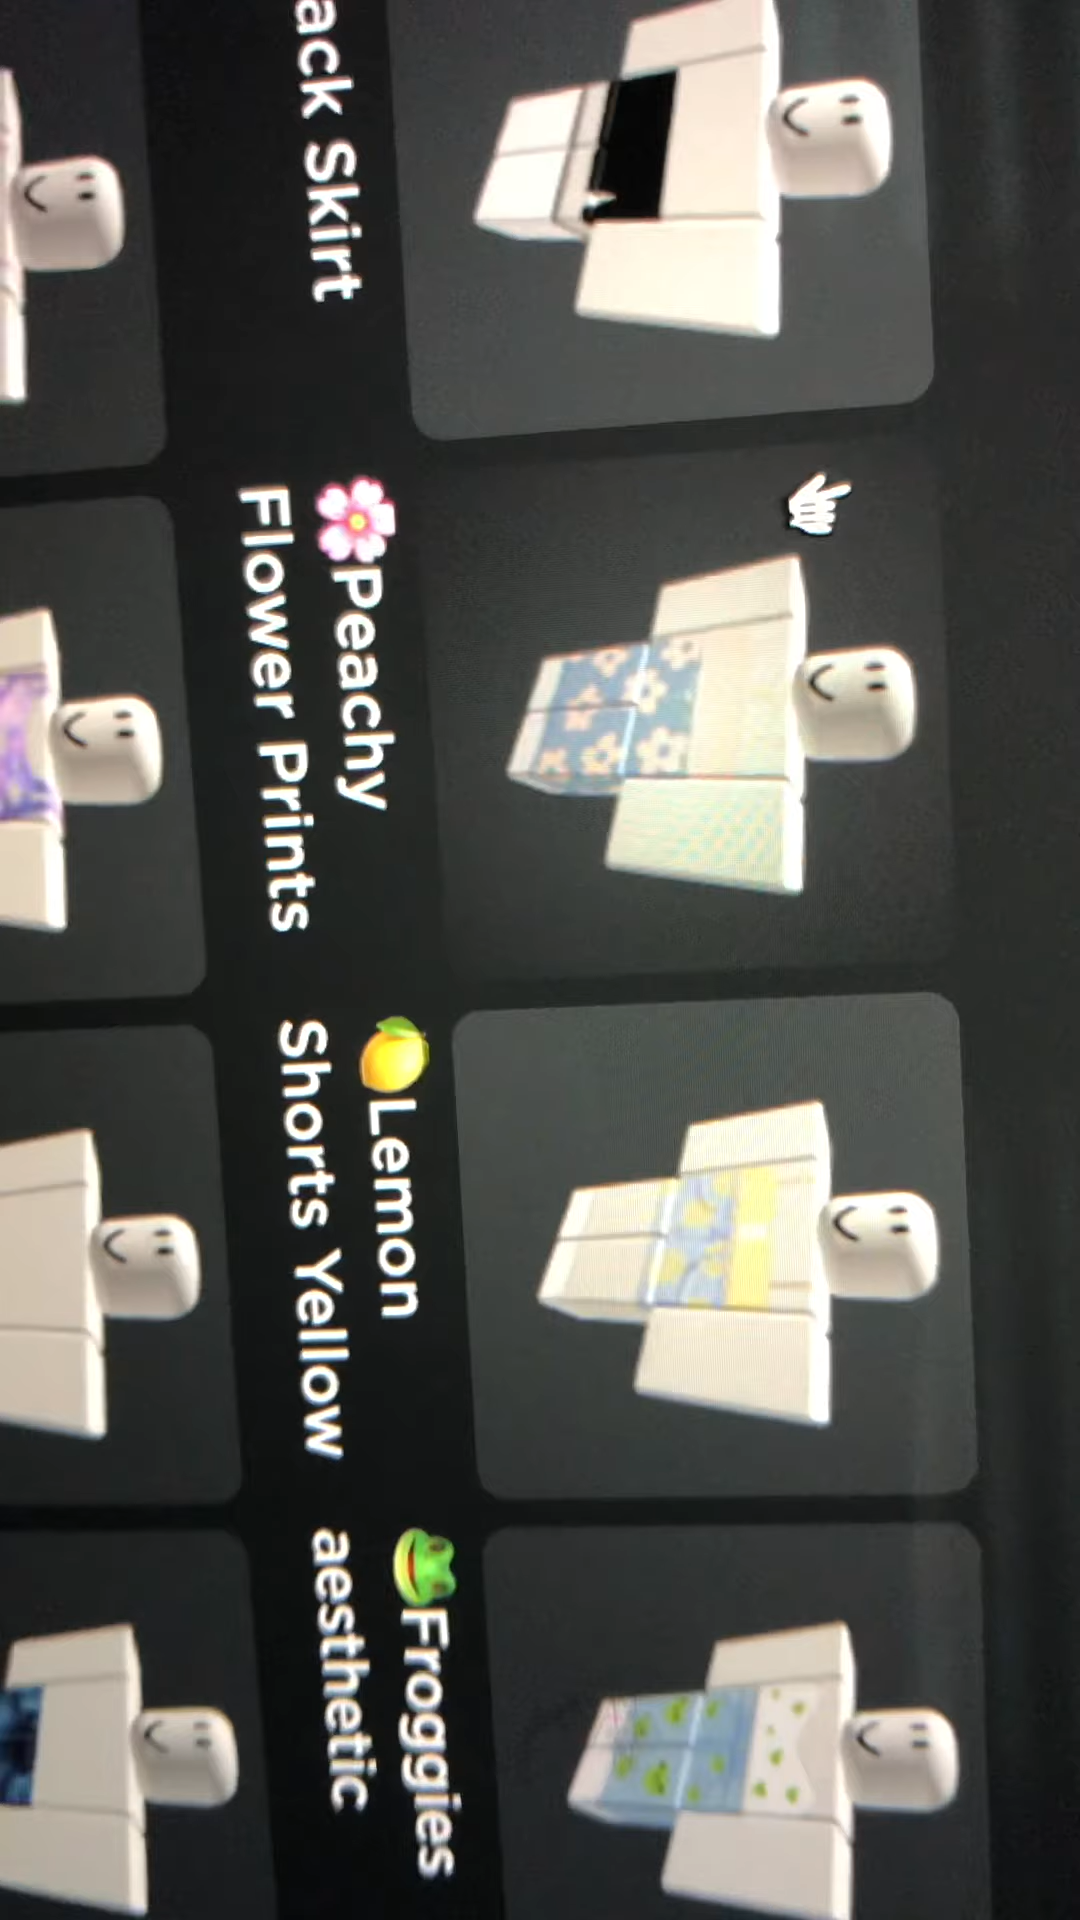 ack Skirt
🌸Peachy
Flower Prints
🍋Lemon
Shorts Yellow
🐸Froggies
aesthetic